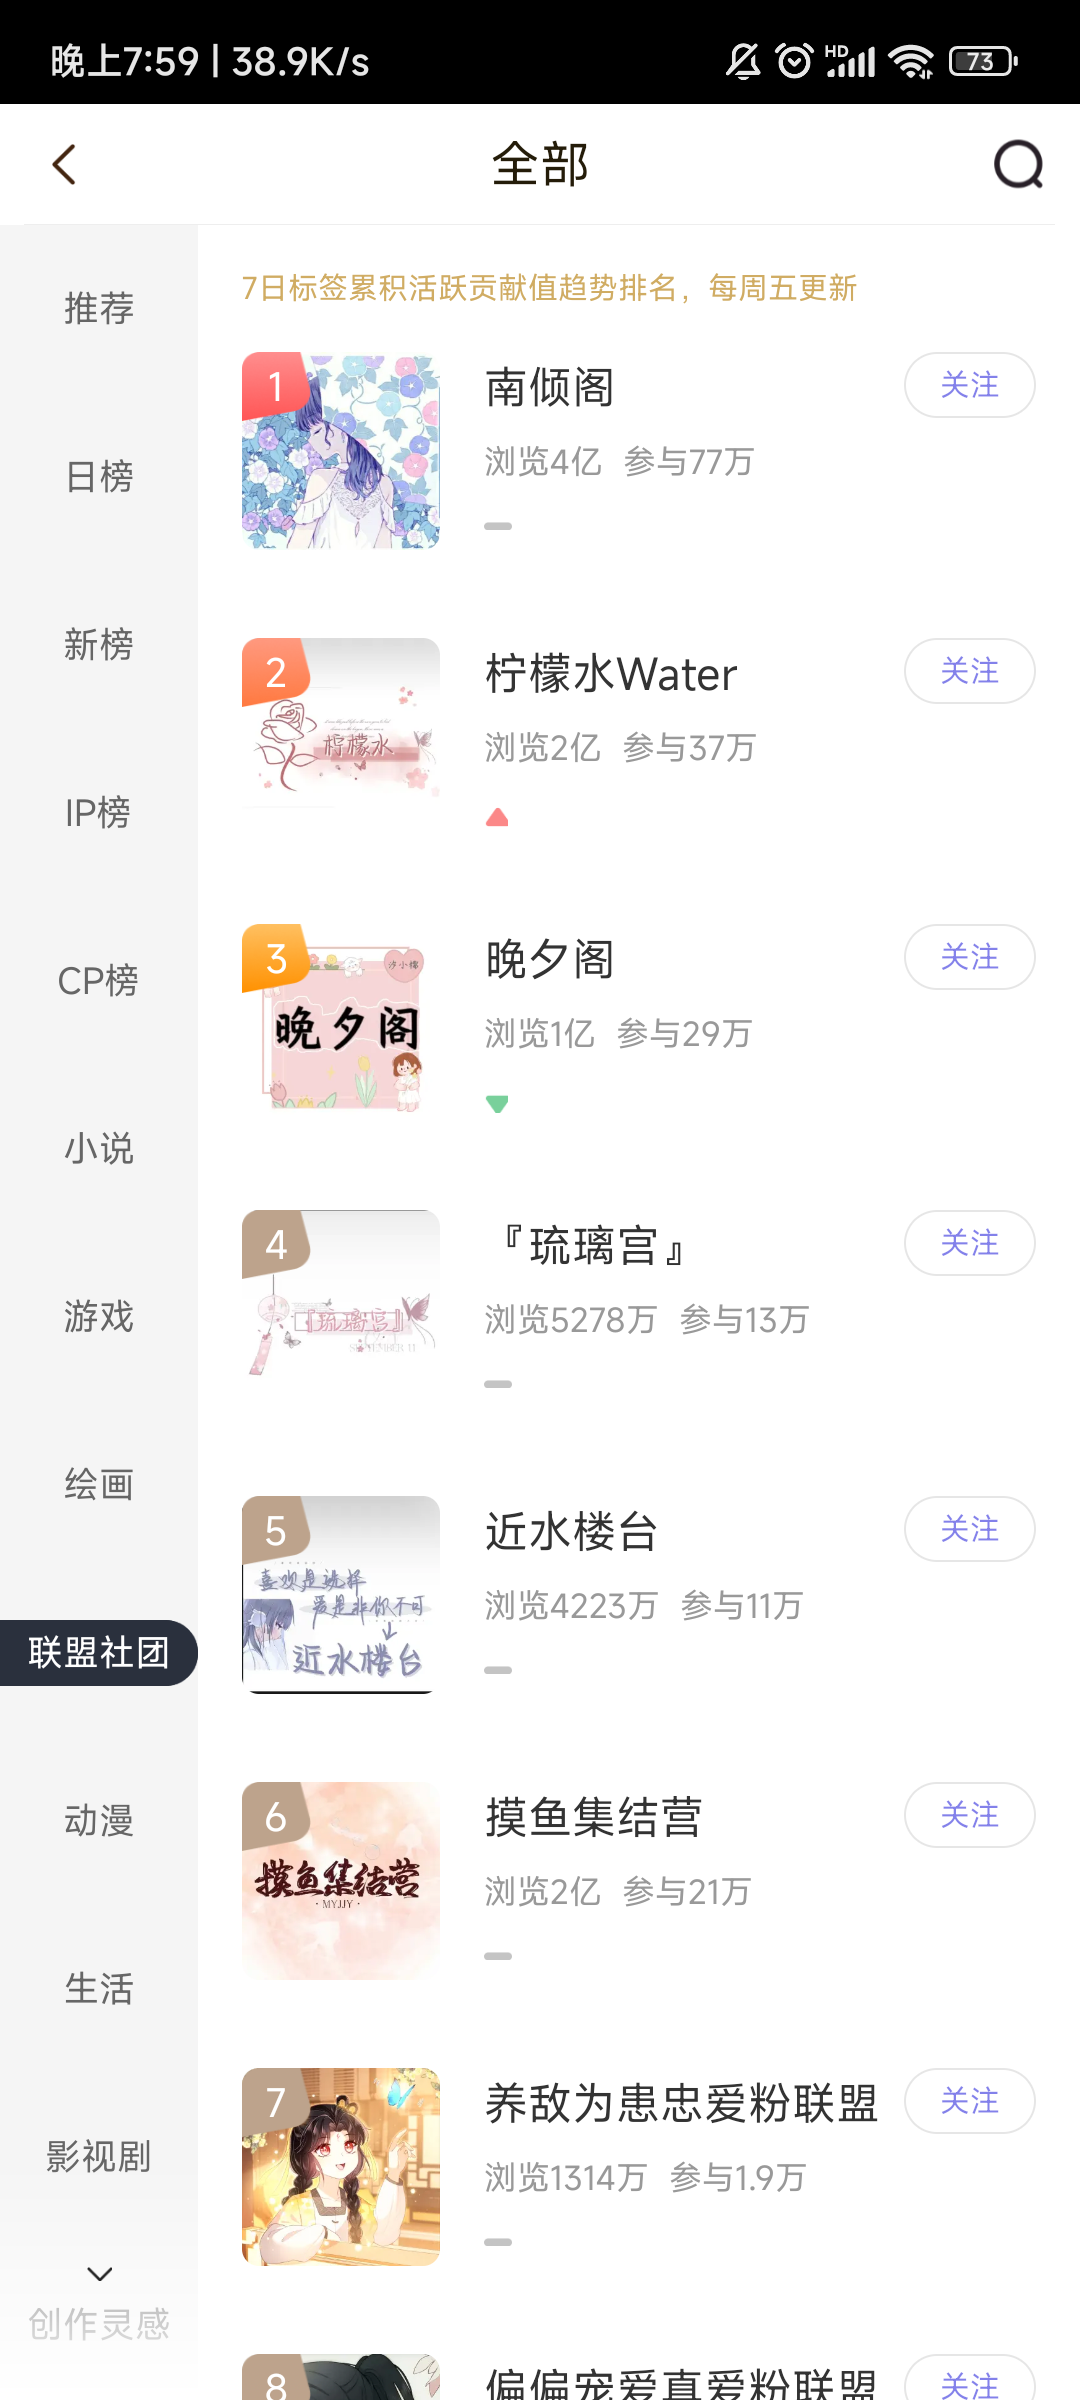 晚上7:59 | 38.9K/s
HD
73
全部
推荐
日榜
新榜
IP榜
CP榜
小说
游戏
绘画
联盟社团
动漫
生活
影视剧
创作灵感
7日标签累积活跃贡献值趋势排名，每周五更新
1
南倾阁
关注
浏览4亿 参与77万
2
柠檬水
柠檬水Water
关注
浏览2亿 参与37万
3
汐小槿
晚夕阁
晚夕阁
关注
浏览1亿 参与29万
4
『琉璃宫』
SEPTEMBER 11
『琉璃宫』
关注
浏览5278万 参与13万
5
喜欢是选择
爱是非你不可
近水楼台
近水楼台
关注
浏览4223万 参与11万
6
摸鱼集结营
·MYJJY·
摸鱼集结营
关注
浏览2亿 参与21万
7
养敌为患忠爱粉联盟
关注
浏览1314万 参与1.9万
8
偏偏宠爱真爱粉联盟
关注